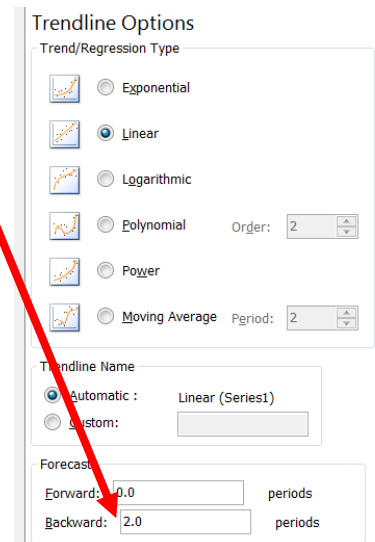 Trendline Options
Trend/Regression Type
Exponential
Linear
Logarithmic
Polynomial Order: 2
Power
Moving Average Period: 2
Trendline Name
Automatic : Linear (Series1)
Custom:
Forecast
Forward: 0.0 periods
Backward: 2.0 periods